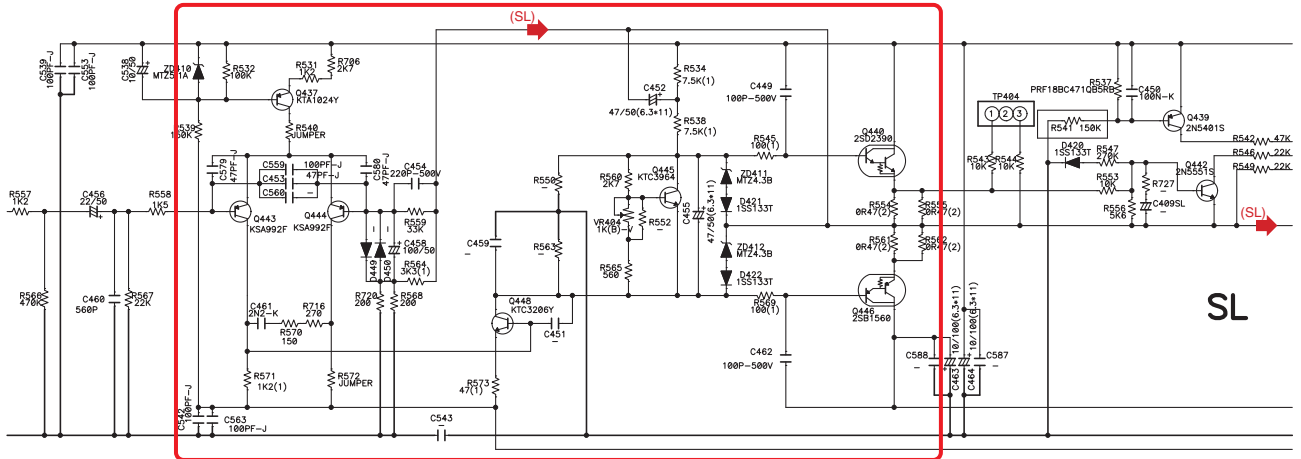 (SL)
C539
100PF-J
C553
100PF-J
C538
10/50
ZD410
MTZ5.1A
R532
100K
R531
1K2
R706
2K7
Q437
KTA1024Y
R539
150K
R540
JUMPER
C579
47PF-J
C559
100PF-J
C453
47PF-J
C560
-
C580
47PF-J
C454
220P-500V
R557
1K2
C456
22/50
R558
1K5
Q443
KSA992F
Q444
KSA992F
R559
33K
D449
-
D450
-
C458
100/50
R564
3K3(1)
R566
470K
C460
560P
R567
22K
C461
2N2-K
R716
270
R570
150
R720
200
R568
200
R571
1K2(1)
R572
JUMPER
C542
100PF-J
C563
100PF-J
C543
-
R573
47(1)
Q448
KTC3206Y
C451
-
C459
-
R550
-
R563
-
C452
47/50(6.3*11)
R534
7.5K(1)
R538
7.5K(1)
R560
2K7
Q445
KTC3964
VR404
1K(B)-V
R552
-
R565
560
C455
47/50(6.3*11)
C449
100P-500V
R545
100(1)
ZD411
MTZ4.3B
D421
1SS133T
ZD412
MTZ4.3B
D422
1SS133T
R569
100(1)
C462
100P-500V
Q440
2SD2390
R554
0R47(2)
R555
0R47(2)
R561
0R47(2)
R562
0R47(2)
Q446
2SB1560
C588
-
C463
10/100(6.3*11)
C464
10/100(6.3*11)
C587
-
TP404
1 2 3
R543
10K
R544
10K
R537
PRF18BC471QB5RB
C450
100N-K
R541 150K
Q439
2N5401S
D420
1SS133T
R547
270K
R553
10K
R556
5K6
R727
-
C409SL
-
Q442
2N5551S
R542 47K
R546 22K
R549 22K
(SL)
SL